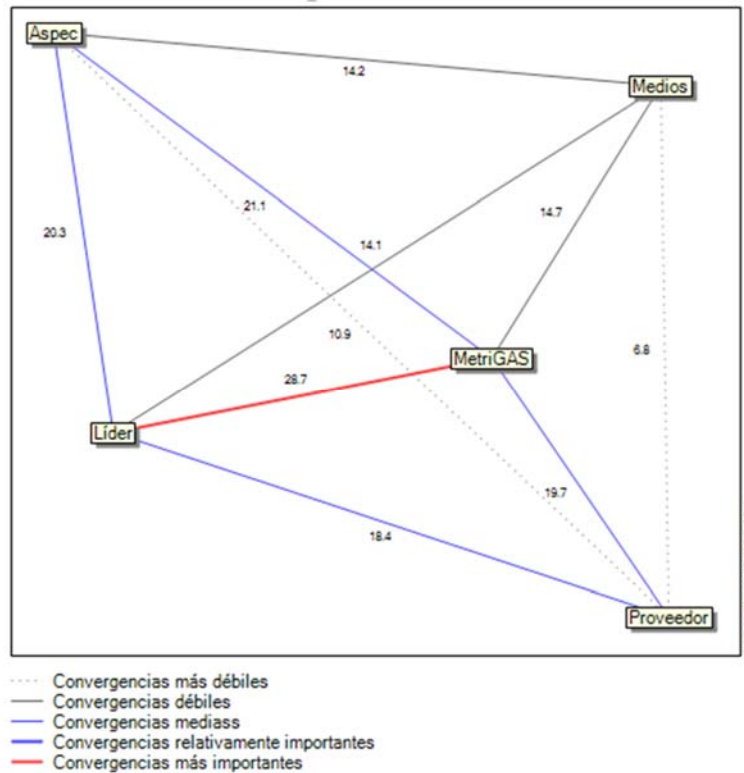 Aspec
14.2
Medios
21.1
14.7
20.3
14.1
10.9
6.8
MetriGAS
28.7
Líder
19.7
18.4
Proveedor
Convergencias más débiles
Convergencias débiles
Convergencias mediass
Convergencias relativamente importantes
Convergencias más importantes